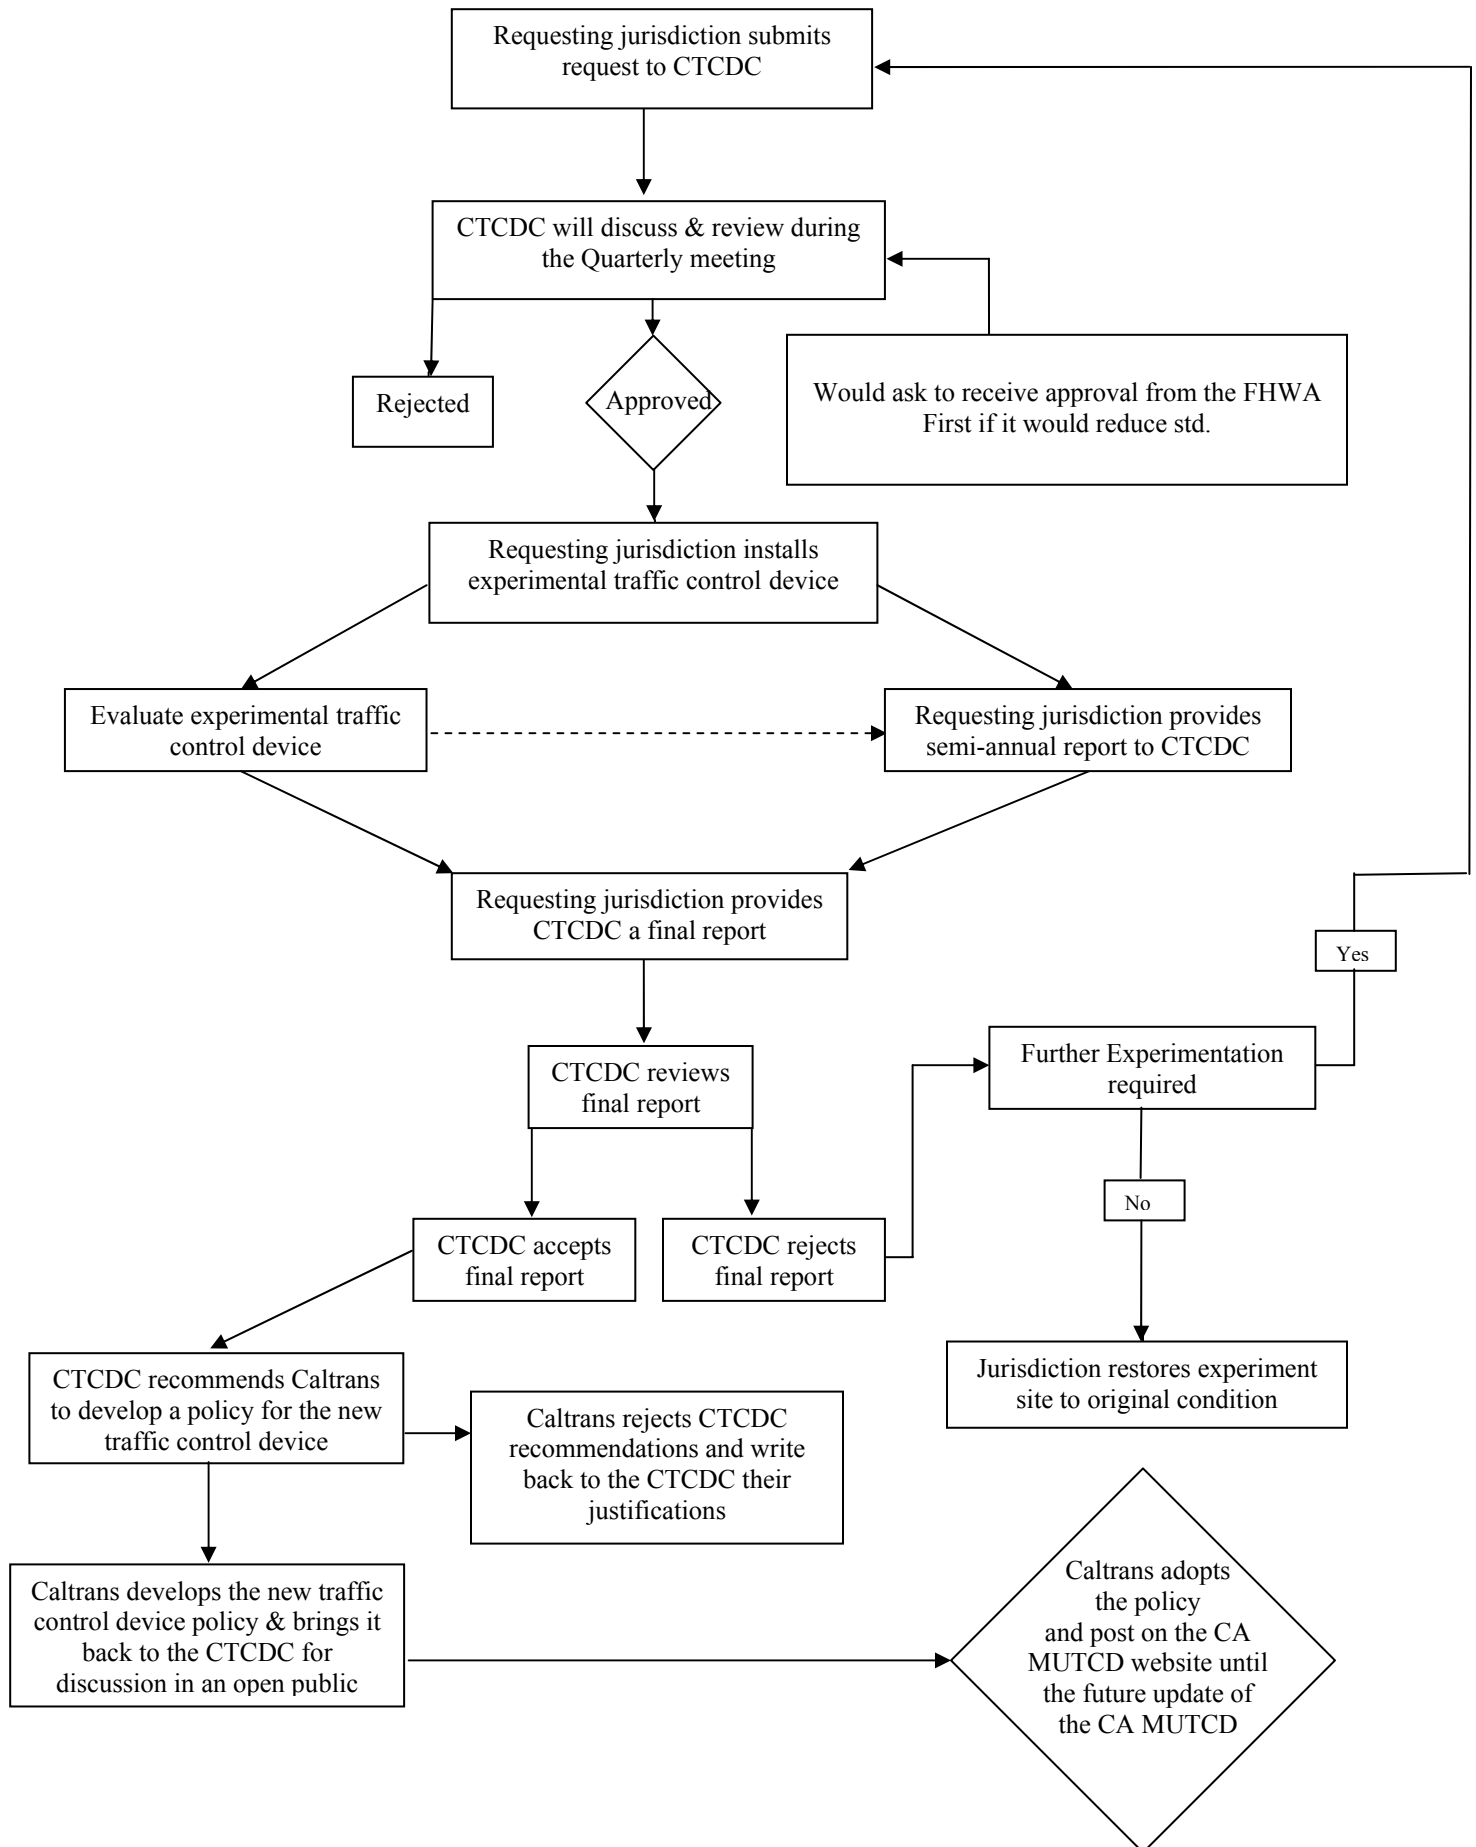 Requesting jurisdiction submits
request to CTCDC
CTCDC will discuss & review during
the Quarterly meeting
Rejected
Approved
Would ask to receive approval from the FHWA
First if it would reduce std.
Requesting jurisdiction installs
experimental traffic control device
Evaluate experimental traffic
control device
Requesting jurisdiction provides
semi-annual report to CTCDC
Requesting jurisdiction provides
CTCDC a final report
Yes
CTCDC reviews
final report
Further Experimentation
required
No
CTCDC accepts
final report
CTCDC rejects
final report
Jurisdiction restores experiment
site to original condition
CTCDC recommends Caltrans
to develop a policy for the new
traffic control device
Caltrans rejects CTCDC
recommendations and write
back to the CTCDC their
justifications
Caltrans develops the new traffic
control device policy & brings it
back to the CTCDC for
discussion in an open public
Caltrans adopts
the policy
and post on the CA
MUTCD website until
the future update of
the CA MUTCD